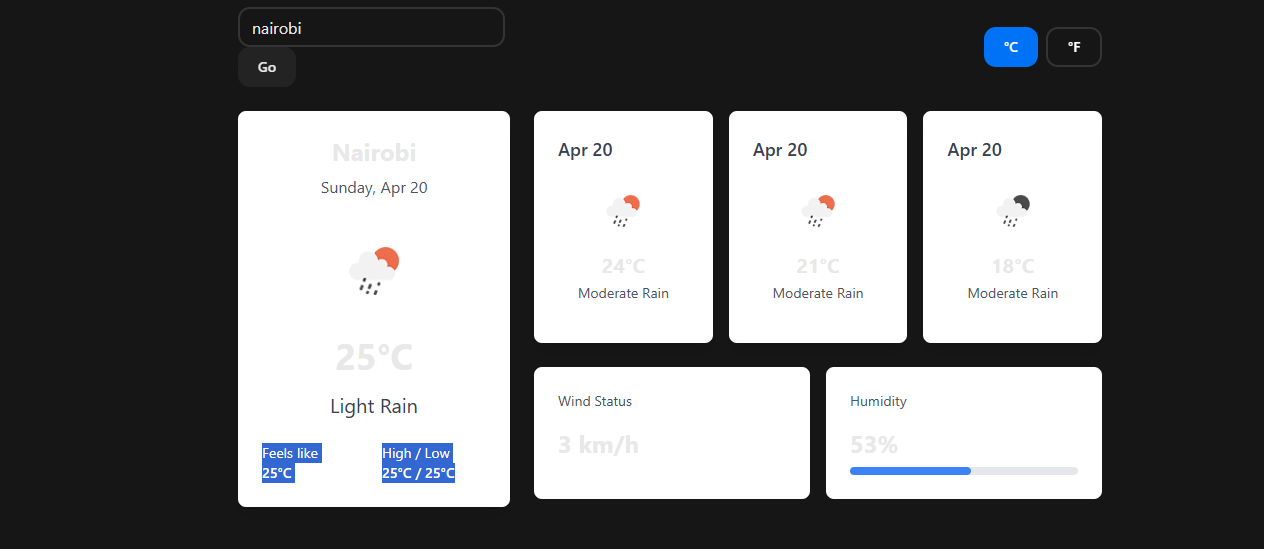 nairobi
Go
°C
°F
Nairobi
Sunday, Apr 20
25°C
Light Rain
Feels like
25°C
High / Low
25°C / 25°C
Apr 20
24°C
Moderate Rain
Apr 20
21°C
Moderate Rain
Apr 20
18°C
Moderate Rain
Wind Status
3 km/h
Humidity
53%